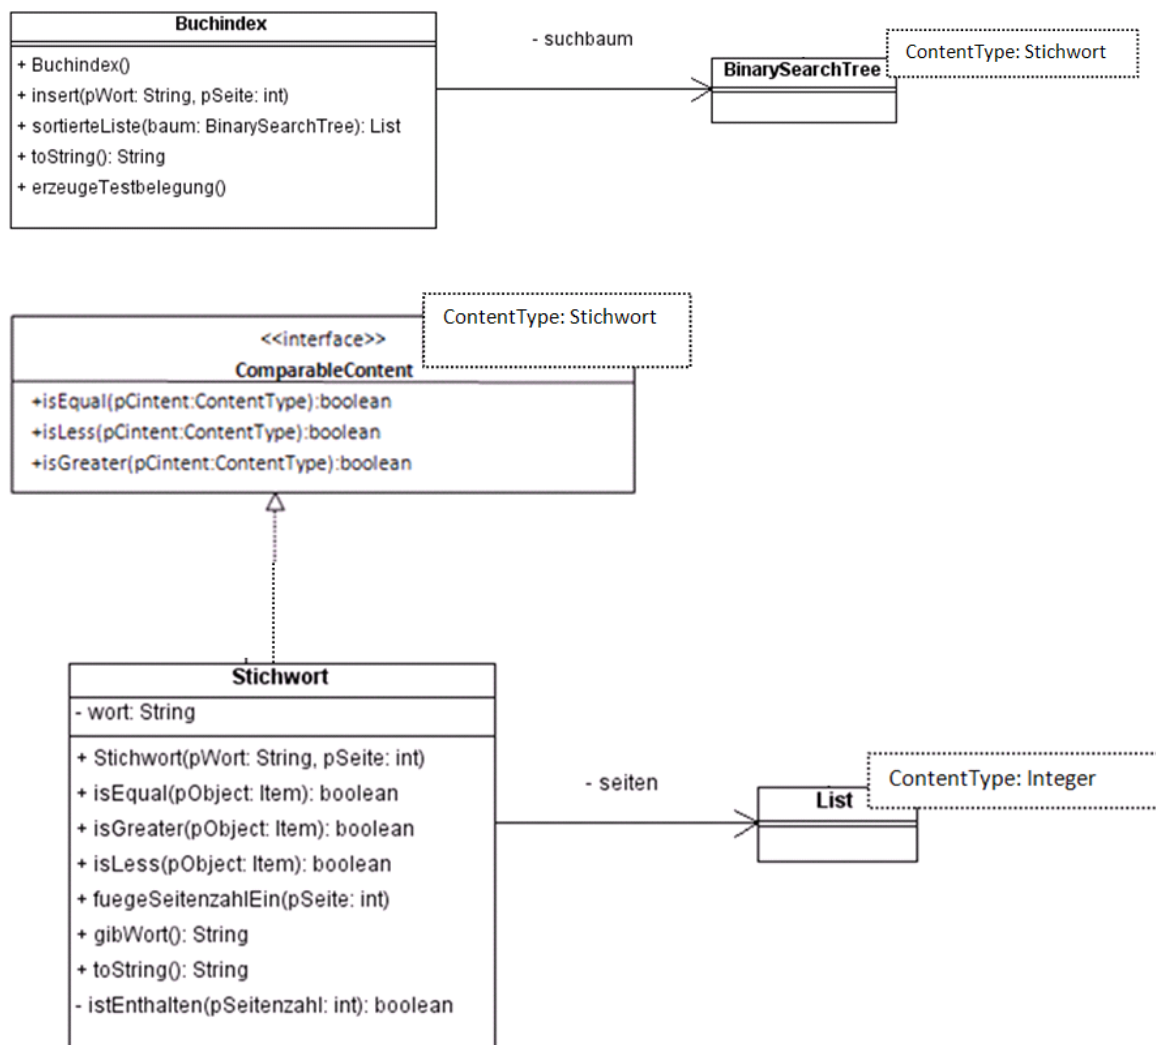 Buchindex
+ Buchindex()
+ insert(pWort: String, pSeite: int)
+ sortierteListe(baum: BinarySearchTree): List
+ toString(): String
+ erzeugeTestbelegung()
- suchbaum
BinarySearchTree
ContentType: Stichwort
ContentType: Stichwort
<<interface>>
ComparableContent
+isEqual(pCintent:ContentType):boolean
+isLess(pCintent:ContentType):boolean
+isGreater(pCintent:ContentType):boolean
Stichwort
- wort: String
+ Stichwort(pWort: String, pSeite: int)
+ isEqual(pObject: Item): boolean
+ isGreater(pObject: Item): boolean
+ isLess(pObject: Item): boolean
+ fuegeSeitenzahlEin(pSeite: int)
+ gibWort(): String
+ toString(): String
- istEnthalten(pSeitenzahl: int): boolean
- seiten
List
ContentType: Integer